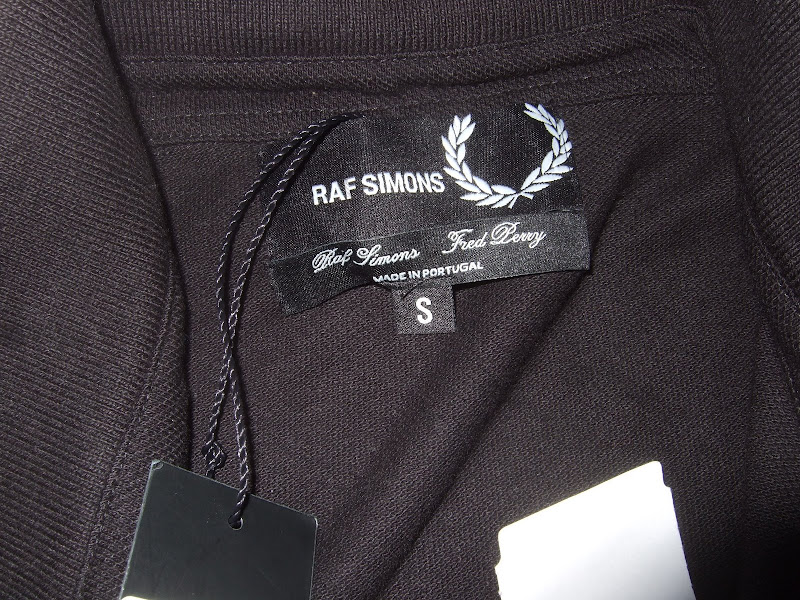 RAF SIMONS
Raf Simons Fred Perry
MADE IN PORTUGAL
S